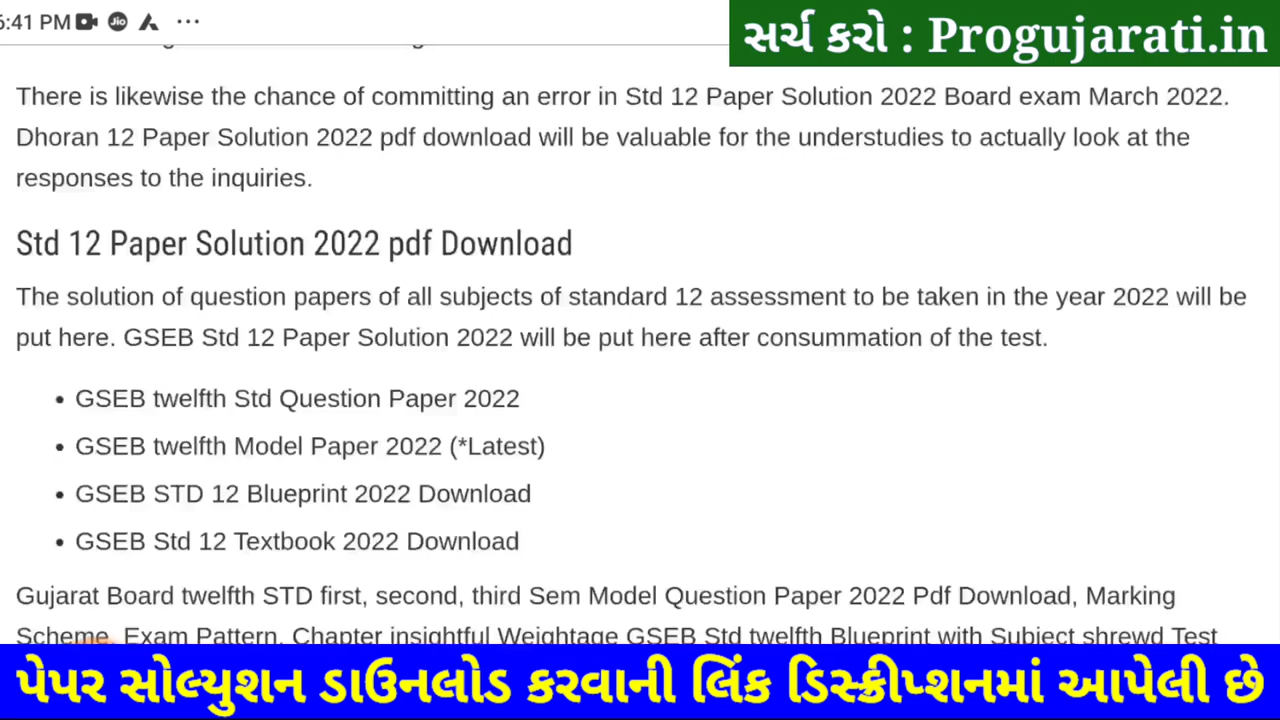 6:41 PM
Jio
સર્ચ કરો : Progujarati.in
There is likewise the chance of committing an error in Std 12 Paper Solution 2022 Board exam March 2022.
Dhoran 12 Paper Solution 2022 pdf download will be valuable for the understudies to actually look at the
responses to the inquiries.
Std 12 Paper Solution 2022 pdf Download
The solution of question papers of all subjects of standard 12 assessment to be taken in the year 2022 will be
put here. GSEB Std 12 Paper Solution 2022 will be put here after consummation of the test.
• GSEB twelfth Std Question Paper 2022
• GSEB twelfth Model Paper 2022 (*Latest)
• GSEB STD 12 Blueprint 2022 Download
• GSEB Std 12 Textbook 2022 Download
Gujarat Board twelfth STD first, second, third Sem Model Question Paper 2022 Pdf Download, Marking
Scheme, Exam Pattern, Chapter insightful Weightage GSEB Std twelfth Blueprint with Subject shrewd Test
પેપર સોલ્યુશન ડાઉનલોડ કરવાની લિંક ડિસ્ક્રીપ્શનમાં આપેલી છે